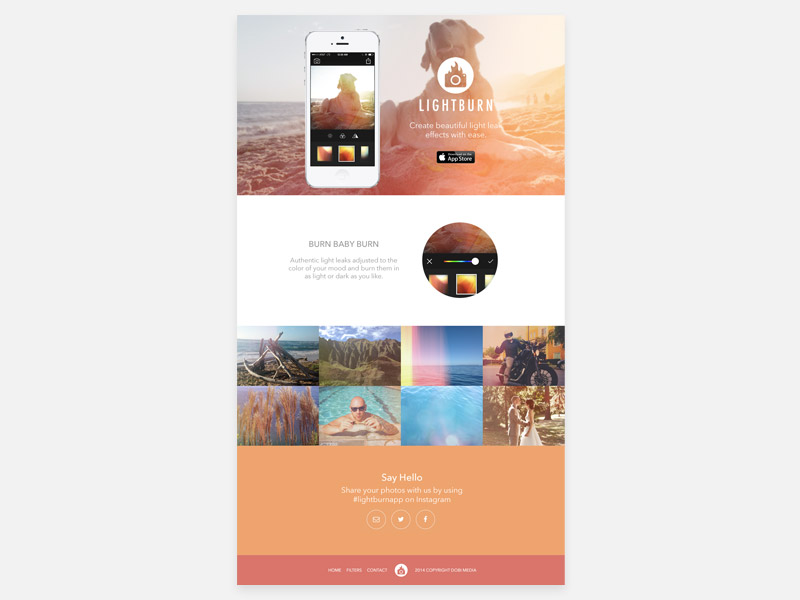 LIGHTBURN
Create beautiful light leak
effects with ease.
Download on the
App Store
BURN BABY BURN
Authentic light leaks adjusted to the
color of your mood and burn them in
as light or dark as you like.
Say Hello
Share your photos with us by using
#lightburnapp on Instagram
HOME FILTERS CONTACT 2014 COPYRIGHT DOBI MEDIA